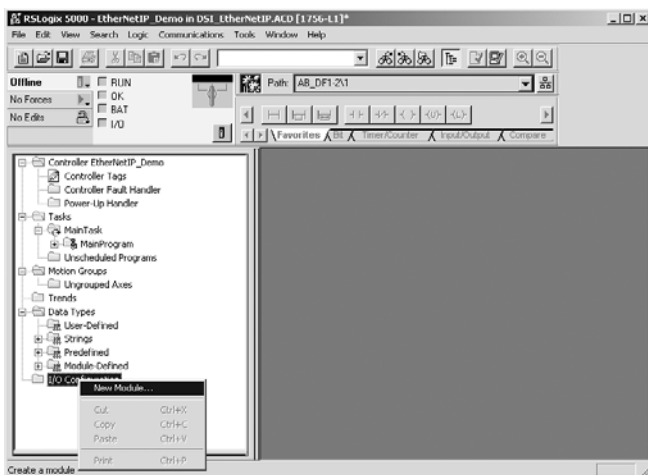 RSLogix 5000 - EtherNetIP_Demo in DSI_EtherNetIP.ACD [1756-L1]*
File Edit View Search Logic Communications Tools Window Help
Offline
RUN
Path: AB_DF1-2\1
No Forces
OK
BAT
No Edits
I/O
Favorites Bit Timer/Counter Input/Output Compare
Controller EtherNetIP_Demo
Controller Tags
Controller Fault Handler
Power-Up Handler
Tasks
MainTask
MainProgram
Unscheduled Programs
Motion Groups
Ungrouped Axes
Trends
Data Types
User-Defined
Strings
Predefined
Module-Defined
I/O Configuration
New Module...
Cut Ctrl+X
Copy Ctrl+C
Paste Ctrl+V
Print Ctrl+P
Create a module